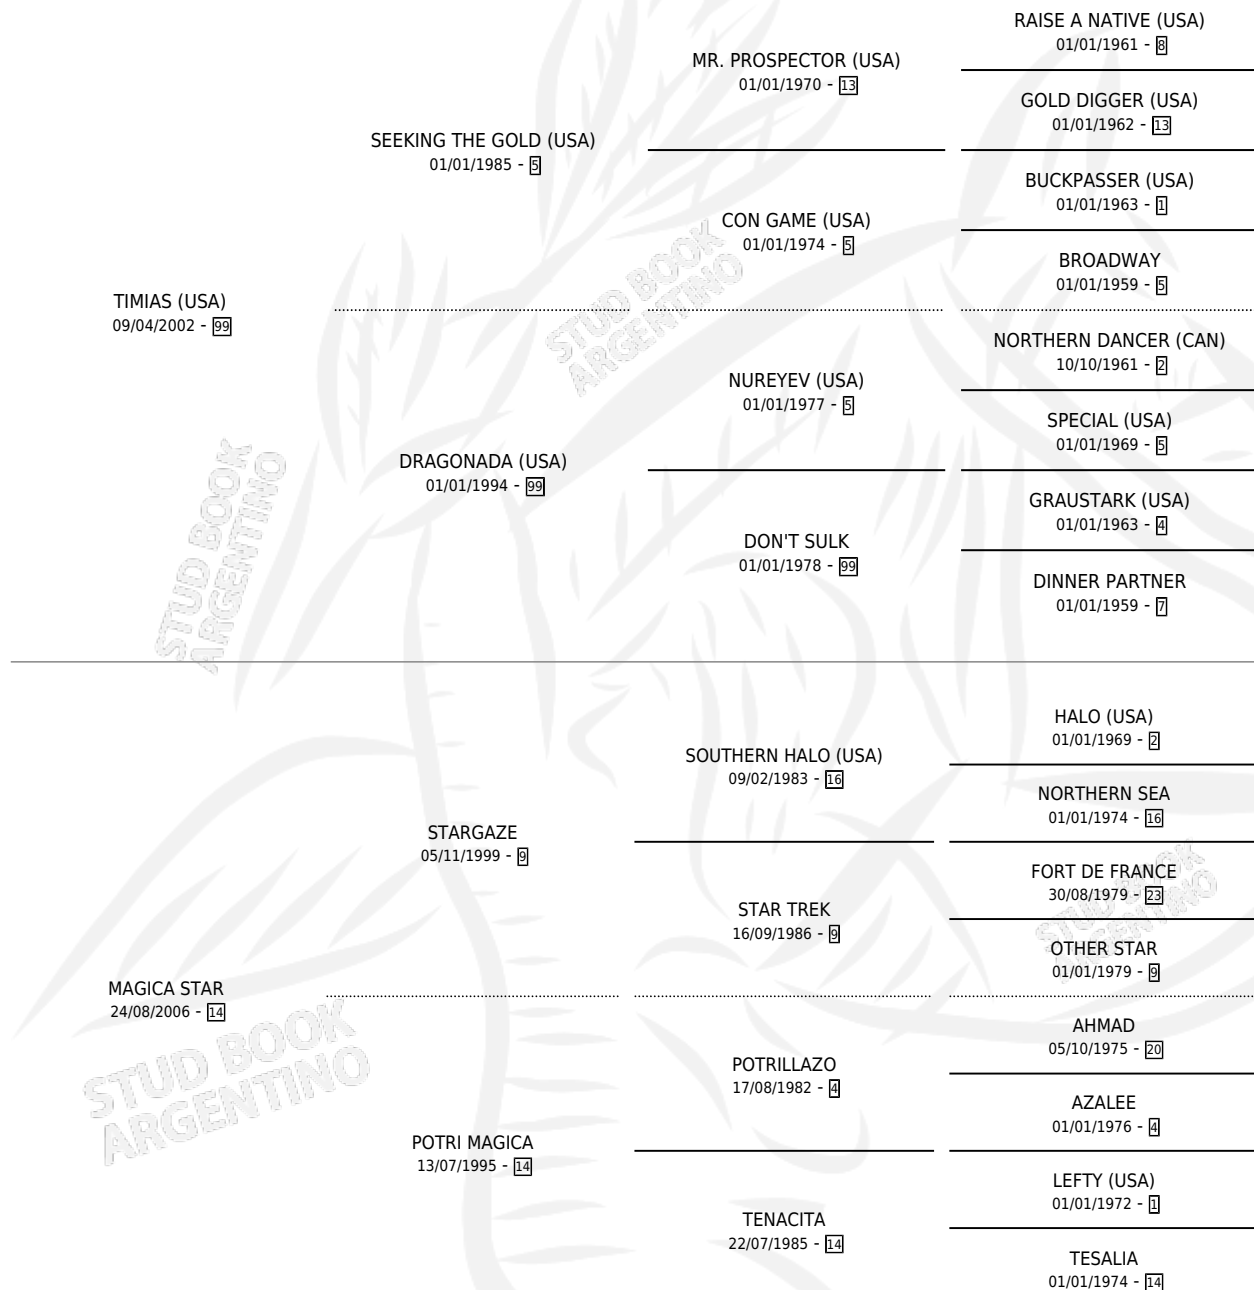 RAISE A NATIVE (USA)
01/01/1961 - 8
MR. PROSPECTOR (USA)
01/01/1970 - 13
GOLD DIGGER (USA)
01/01/1962 - 13
SEEKING THE GOLD (USA)
01/01/1985 - 5
BUCKPASSER (USA)
01/01/1963 - 1
CON GAME (USA)
01/01/1974 - 5
BROADWAY
01/01/1959 - 5
TIMIAS (USA)
09/04/2002 - 99
STUD BOOK
ARGENTINO
NORTHERN DANCER (CAN)
10/10/1961 - 2
NUREYEV (USA)
01/01/1977 - 5
SPECIAL (USA)
01/01/1969 - 5
DRAGONADA (USA)
01/01/1994 - 99
GRAUSTARK (USA)
01/01/1963 - 4
DON'T SULK
01/01/1978 - 99
DINNER PARTNER
01/01/1959 - 7
STUD BOOK
ARGENTINO
HALO (USA)
01/01/1969 - 2
SOUTHERN HALO (USA)
09/02/1983 - 16
NORTHERN SEA
01/01/1974 - 16
STARGAZE
05/11/1999 - 9
FORT DE FRANCE
30/08/1979 - 23
STAR TREK
16/09/1986 - 9
STUD BOOK
ARGENTINO
OTHER STAR
01/01/1979 - 9
MAGICA STAR
24/08/2006 - 14
STUD BOOK
ARGENTINO
AHMAD
05/10/1975 - 20
POTRILLAZO
17/08/1982 - 4
AZALEE
01/01/1976 - 4
POTRI MAGICA
13/07/1995 - 14
LEFTY (USA)
01/01/1972 - 1
TENACITA
22/07/1985 - 14
TESALIA
01/01/1974 - 14